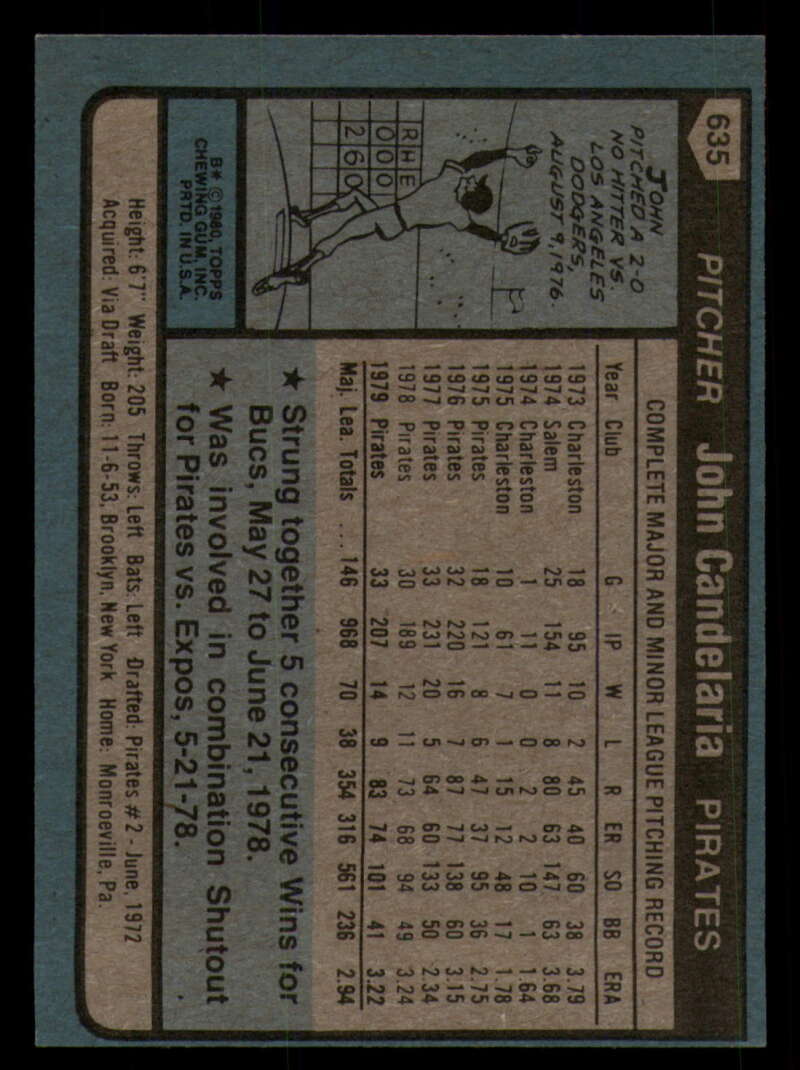 635 PITCHER John Candelaria PIRATES
JOHN
PITCHED A 2-0
NO HITTER VS.
LOS ANGELES
DODGERS,
AUGUST 9, 1976.
R H E
0 0 0
2 6 0
B* © 1980 TOPPS
CHEWING GUM, INC.
PRTD. IN U.S.A.
COMPLETE MAJOR AND MINOR LEAGUE PITCHING RECORD
Year Club G IP W L R ER SO BB ERA
1973 Charleston 18 95 10 2 45 40 60 38 3.79
1974 Salem 25 154 11 8 80 63 147 63 3.68
1974 Charleston 1 11 0 0 2 2 10 1 1.64
1975 Charleston 10 61 7 1 15 12 48 17 1.78
1975 Pirates 18 121 8 6 47 37 95 36 2.75
1976 Pirates 32 220 16 7 87 77 138 60 3.15
1977 Pirates 33 231 20 5 64 60 133 50 2.34
1978 Pirates 30 189 12 11 73 68 94 49 3.24
1979 Pirates 33 207 14 9 83 74 101 41 3.22
Maj. Lea. Totals .... 146 968 70 38 354 316 561 236 2.94
★ Strung together 5 consecutive Wins for
Bucs, May 27 to June 21, 1978.
★ Was involved in combination Shutout
for Pirates vs. Expos, 5-21-78.
Height: 6'7" Weight: 205 Throws: Left Bats: Left Drafted: Pirates #2 - June, 1972
Acquired: Via Draft Born: 11-6-53, Brooklyn, New York Home: Monroeville, Pa.